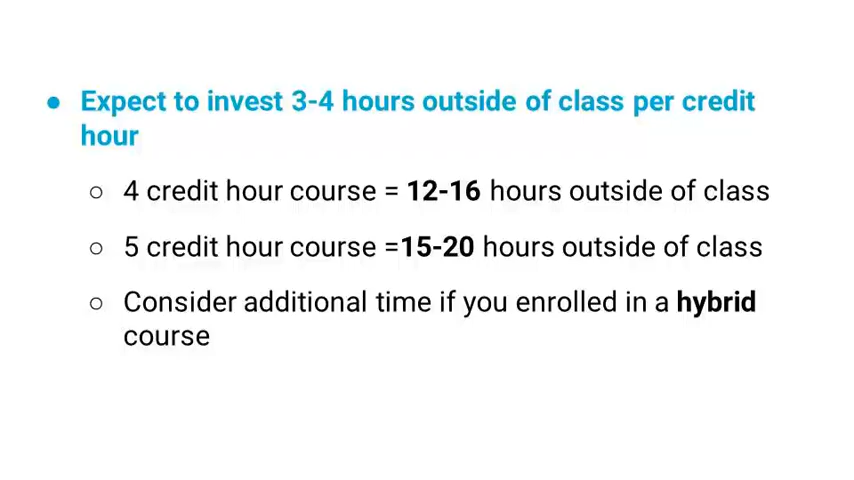 ● Expect to invest 3-4 hours outside of class per credit
hour
○ 4 credit hour course = 12-16 hours outside of class
○ 5 credit hour course =15-20 hours outside of class
○ Consider additional time if you enrolled in a hybrid
course